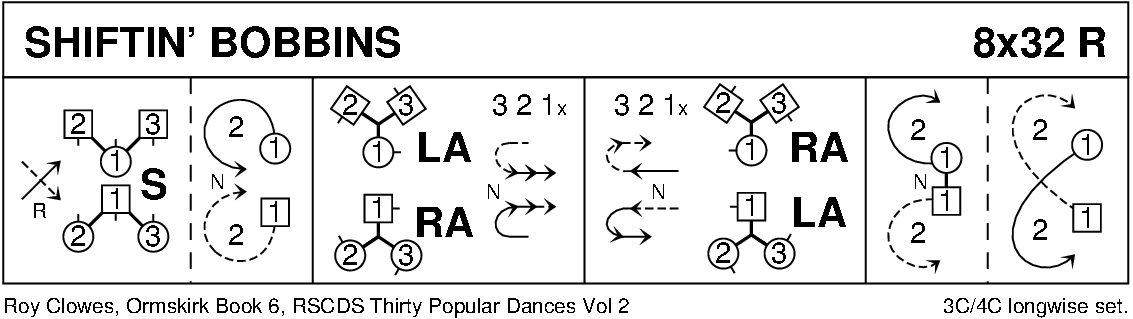 SHIFTIN’ BOBBINS 8x32 R
2 3 2 2 3 3 2 1x 3 2 1x 2 3 2 2
1 1 1 LA RA 1 1 1
R S N N N N
1 1 1 RA LA 1 1 1
2 3 2 2 3 2 3 2 2
Roy Clowes, Ormskirk Book 6, RSCDS Thirty Popular Dances Vol 2 3C/4C longwise set.